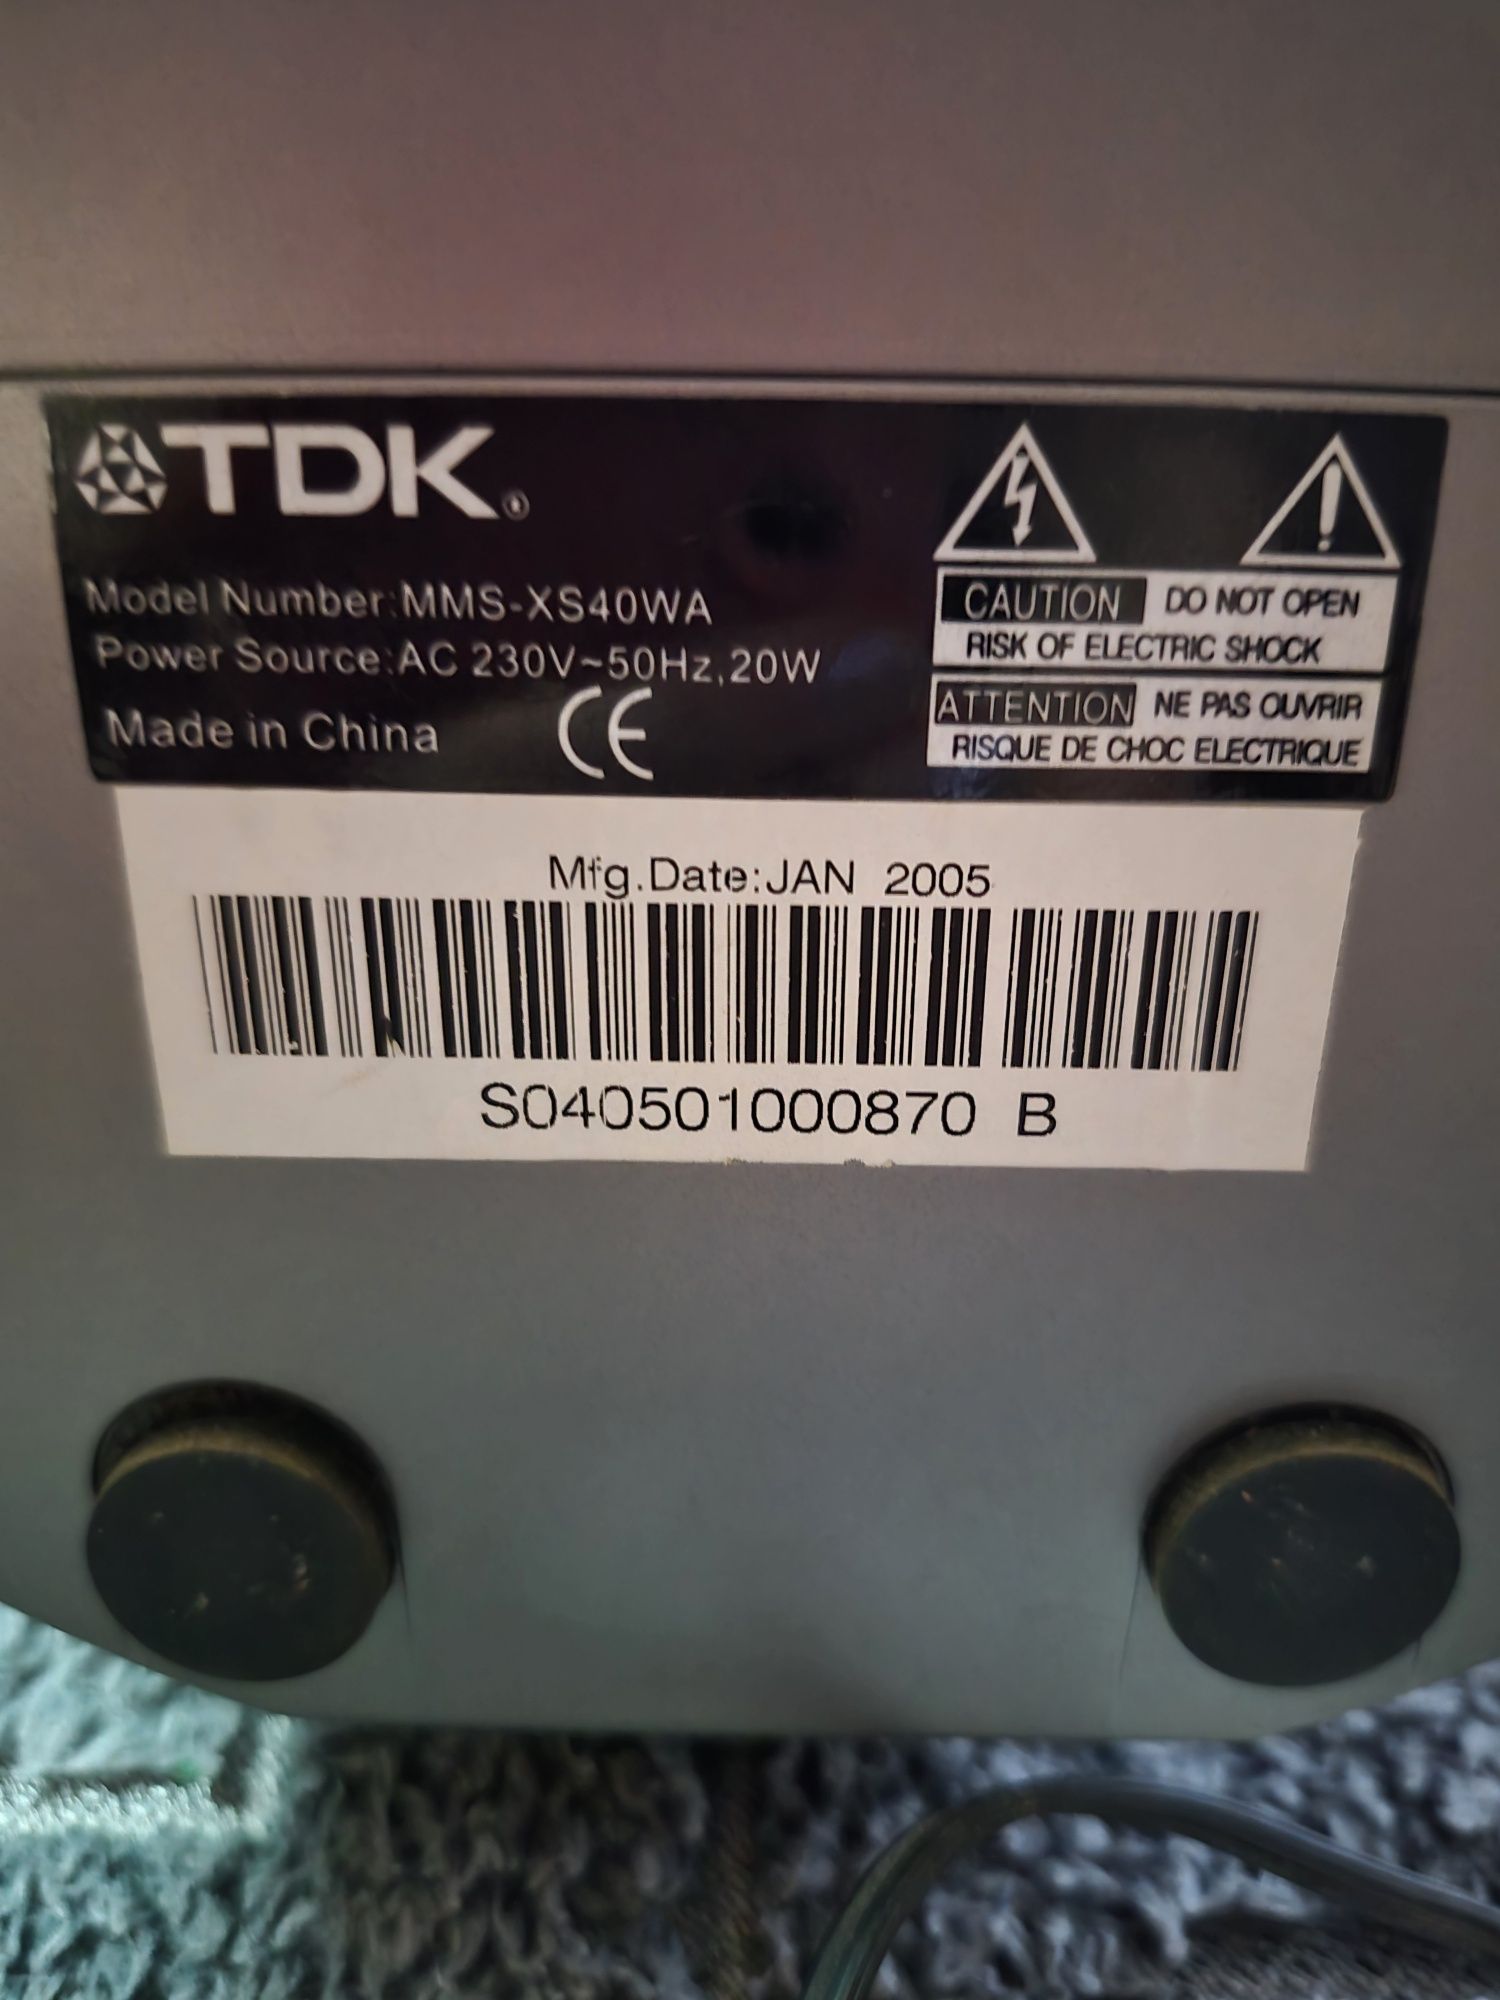 TDK®
Model Number:MMS-XS40WA
Power Source:AC 230V~50Hz,20W
Made in China CE
CAUTION DO NOT OPEN
RISK OF ELECTRIC SHOCK
ATTENTION NE PAS OUVRIR
RISQUE DE CHOC ELECTRIQUE
Mfg.Date:JAN 2005
S040501000870 B